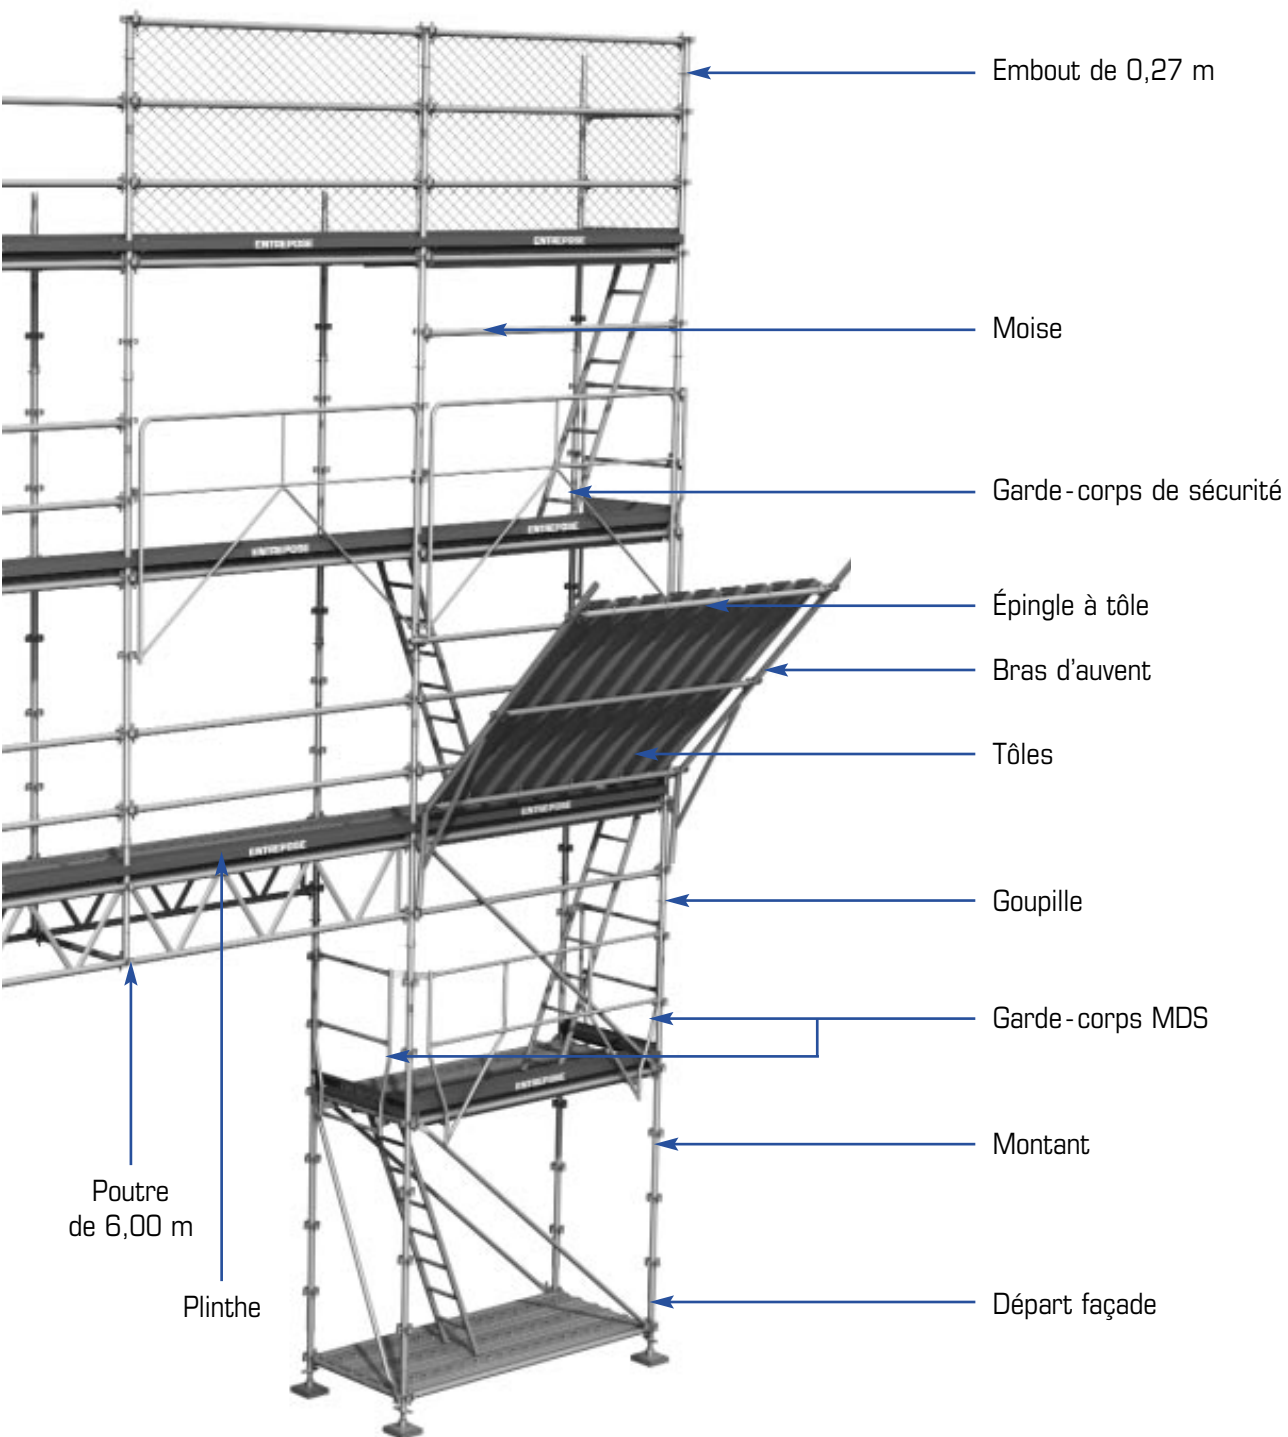 Embout de 0,27 m
ENTREPOSE
ENTREPOSE
Moise
Garde-corps de sécurité
ENTREPOSE
ENTREPOSE
Épingle à tôle
Bras d'auvent
Tôles
ENTREPOSE
ENTREPOSE
Goupille
Garde-corps MDS
ENTREPOSE
Montant
Poutre
de 6,00 m
Plinthe
Départ façade